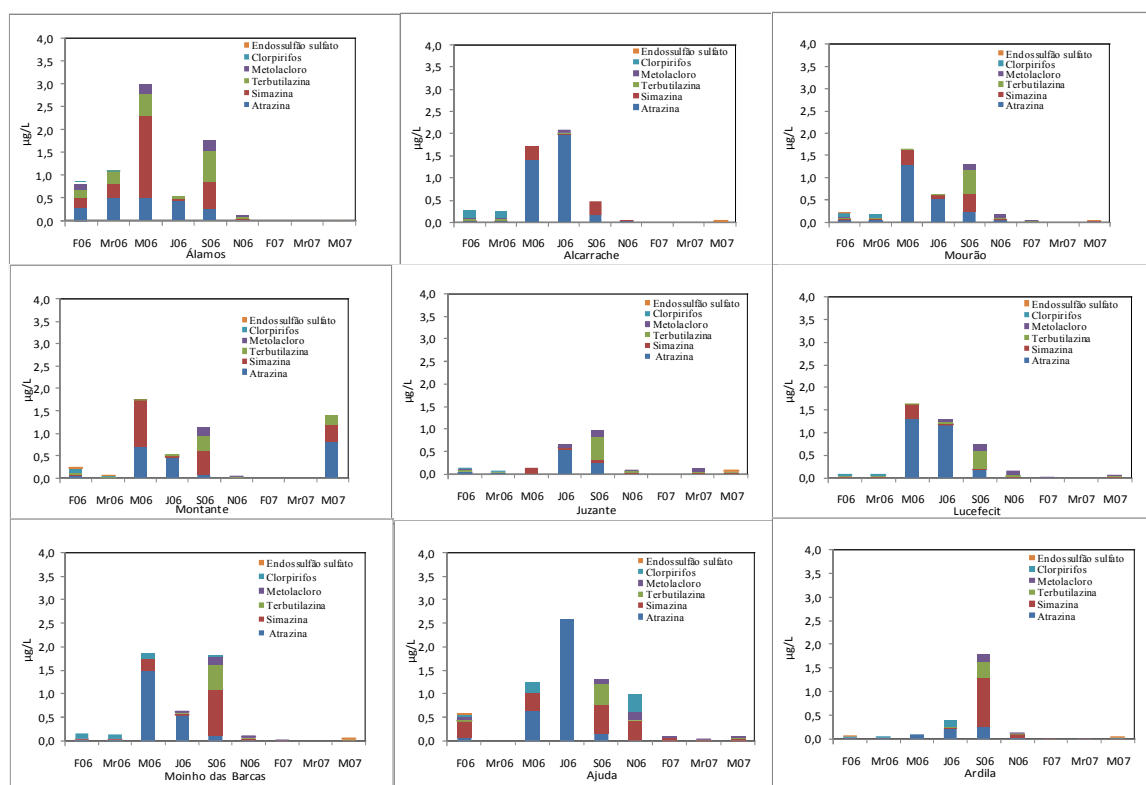 4,0
3,5
3,0
2,5
2,0
1,5
1,0
0,5
0,0
µg/L
Endossulfão sulfato
Clorpirifos
Metolacloro
Terbutilazina
Simazina
Atrazina
F06 Mr06 M06 J06 S06 N06 F07 Mr07 M07
Álamos
4,0
3,5
3,0
2,5
2,0
1,5
1,0
0,5
0,0
µg/L
Endossulfão sulfato
Clorpirifos
Metolacloro
Terbutilazina
Simazina
Atrazina
F06 Mr06 M06 J06 S06 N06 F07 Mr07 M07
Alcarrache
4,0
3,5
3,0
2,5
2,0
1,5
1,0
0,5
0,0
µg/L
Endossulfão sulfato
Clorpirifos
Metolacloro
Terbutilazina
Simazina
Atrazina
F06 Mr06 M06 J06 S06 N06 F07 Mr07 M07
Mourão
4,0
3,5
3,0
2,5
2,0
1,5
1,0
0,5
0,0
µg/L
Endossulfão sulfato
Clorpirifos
Metolacloro
Terbutilazina
Simazina
Atrazina
F06 Mr06 M06 J06 S06 N06 F07 Mr07 M07
Montante
4,0
3,5
3,0
2,5
2,0
1,5
1,0
0,5
0,0
µg/L
Endossulfão sulfato
Clorpirifos
Metolacloro
Terbutilazina
Simazina
Atrazina
F06 Mr06 M06 J06 S06 N06 F07 Mr07 M07
Juzante
4,0
3,5
3,0
2,5
2,0
1,5
1,0
0,5
0,0
µg/L
Endossulfão sulfato
Clorpirifos
Metolacloro
Terbutilazina
Simazina
Atrazina
F06 Mr06 M06 J06 S06 N06 F07 Mr07 M07
Lucefecit
4,0
3,5
3,0
2,5
2,0
1,5
1,0
0,5
0,0
µg/L
Endossulfão sulfato
Clorpirifos
Metolacloro
Terbutilazina
Simazina
Atrazina
F06 Mr06 M06 J06 S06 N06 F07 Mr07 M07
Moinho das Barcas
4,0
3,5
3,0
2,5
2,0
1,5
1,0
0,5
0,0
µg/L
Endossulfão sulfato
Clorpirifos
Metolacloro
Terbutilazina
Simazina
Atrazina
F06 Mr06 M06 J06 S06 N06 F07 Mr07 M07
Ajuda
4,0
3,5
3,0
2,5
2,0
1,5
1,0
0,5
0,0
µg/L
Endossulfão sulfato
Clorpirifos
Metolacloro
Terbutilazina
Simazina
Atrazina
F06 Mr06 M06 J06 S06 N06 F07 Mr07 M07
Ardila